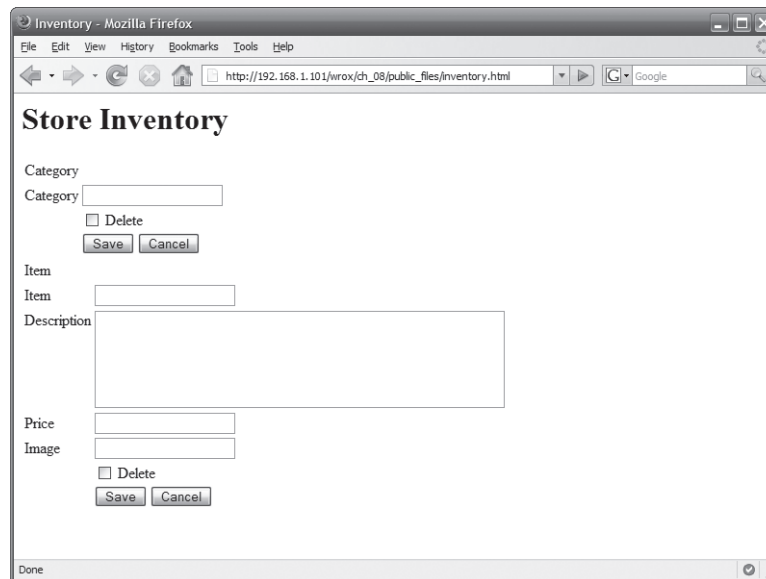 Inventory - Mozilla Firefox
File Edit View History Bookmarks Tools Help
http://192.168.1.101/wrox/ch_08/public_files/inventory.html
G Google
Store Inventory
Category
Category
Delete
Save Cancel
Item
Item
Description
Price
Image
Delete
Save Cancel
Done